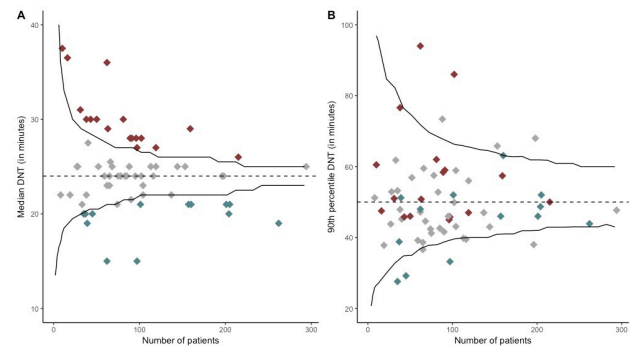 A
Median DNT (in minutes)
40
30
20
10
0
100
200
300
Number of patients
B
90th percentile DNT (in minutes)
100
80
60
40
20
0
100
200
300
Number of patients